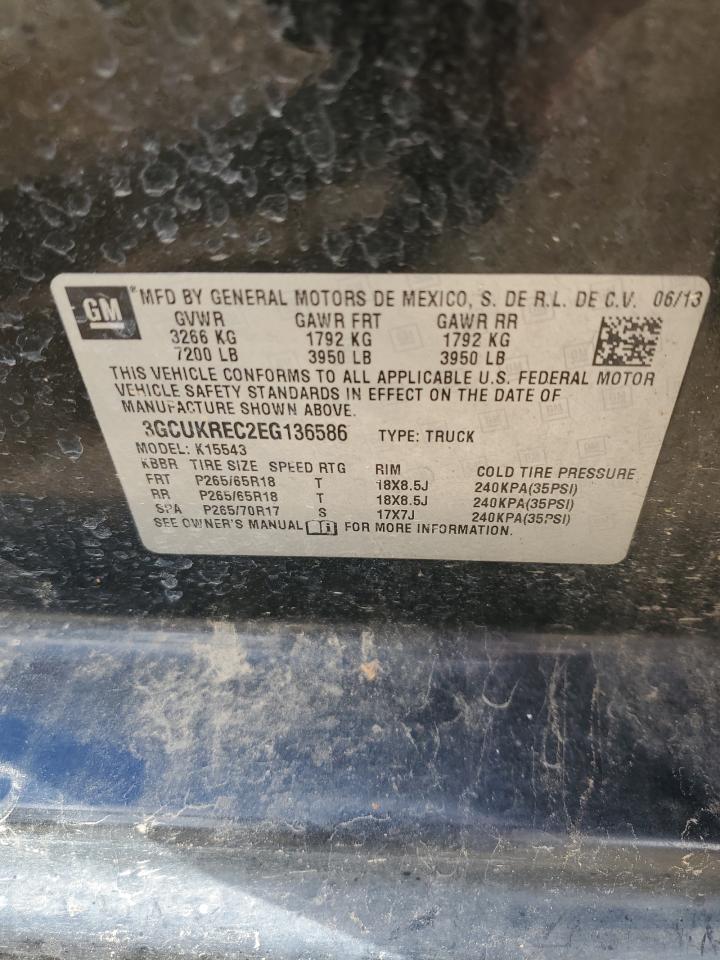 GM ® MFD BY GENERAL MOTORS DE MEXICO, S. DE R.L. DE C.V. 06/13
GVWR GAWR FRT GAWR RR
3266 KG 1792 KG 1792 KG
7200 LB 3950 LB 3950 LB
THIS VEHICLE CONFORMS TO ALL APPLICABLE U.S. FEDERAL MOTOR
VEHICLE SAFETY STANDARDS IN EFFECT ON THE DATE OF
MANUFACTURE SHOWN ABOVE.
3GCUKREC2EG136586 TYPE: TRUCK
MODEL: K15543
KBBR TIRE SIZE SPEED RTG RIM COLD TIRE PRESSURE
FRT P265/65R18 T 18X8.5J 240KPA(35PSI)
RR P265/65R18 T 18X8.5J 240KPA(35PSI)
SPA P265/70R17 S 17X7J 240KPA(35PSI)
SEE OWNER'S MANUAL FOR MORE INFORMATION.